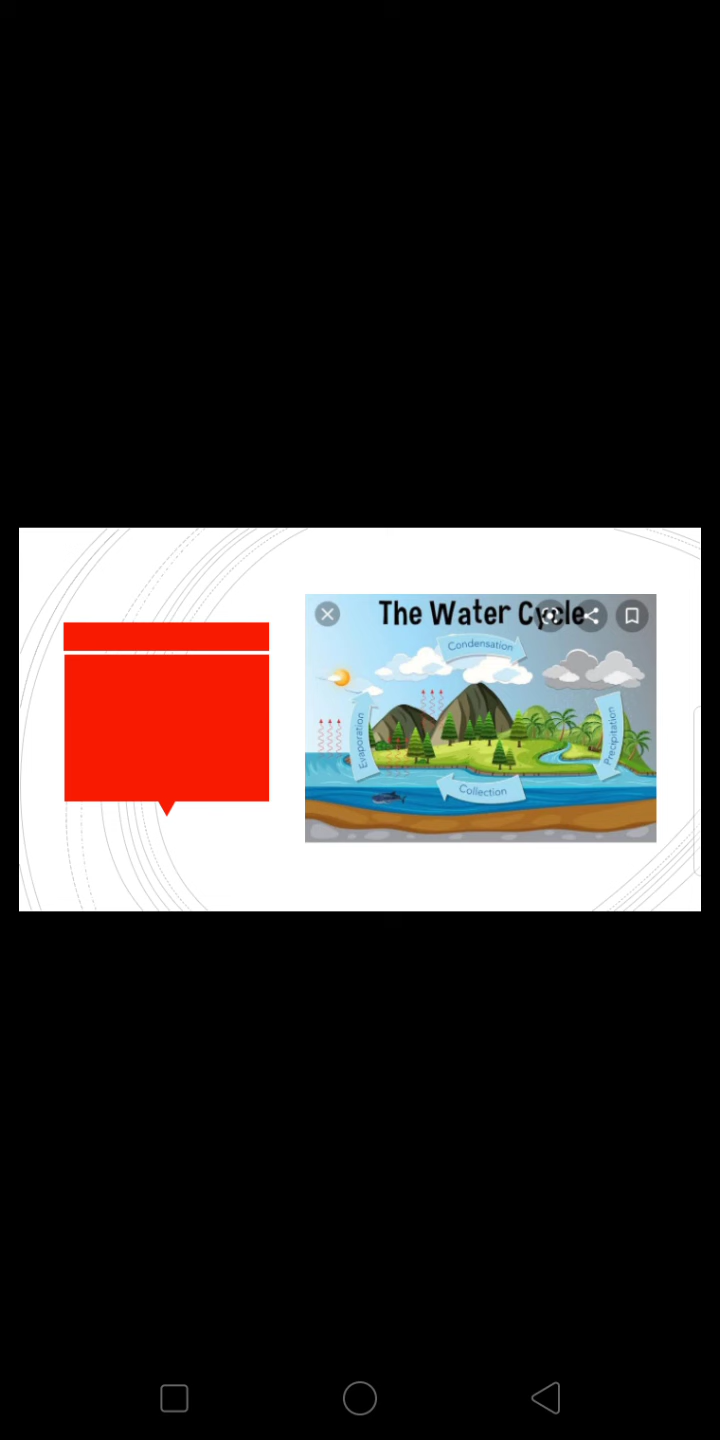 The Water Cycle
Condensation
Evaporation
Precipitation
Collection